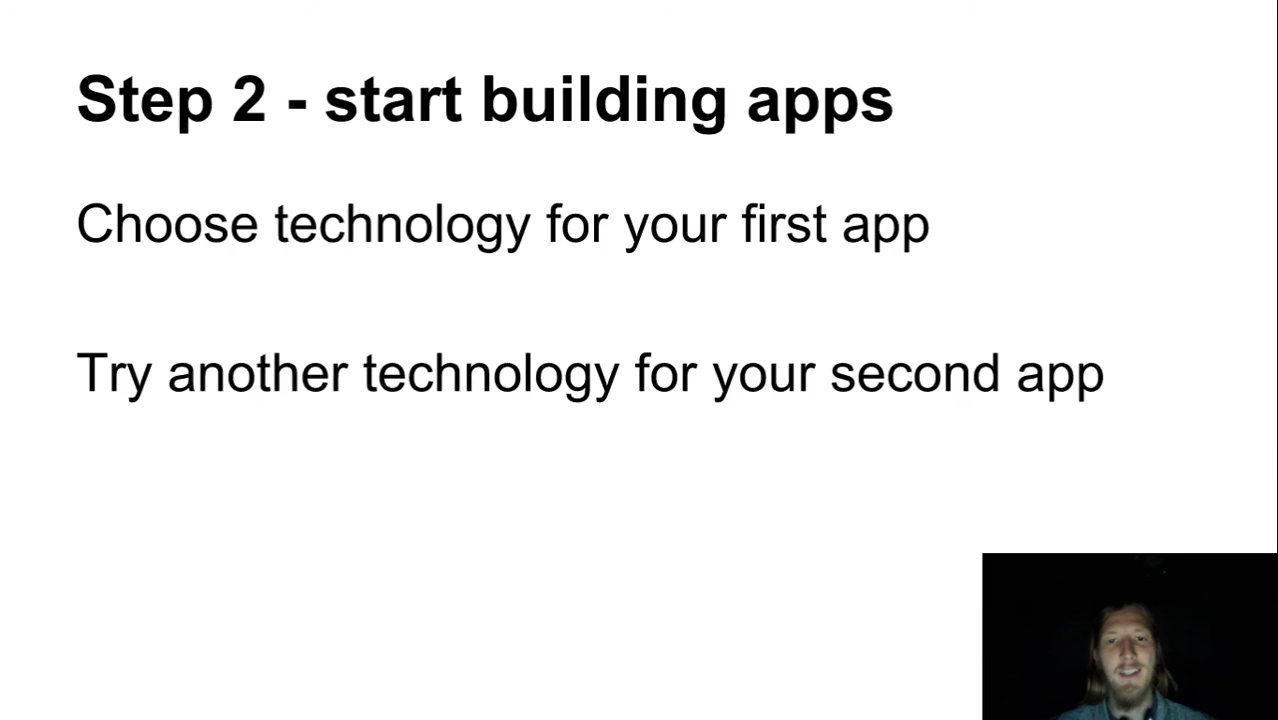 Step 2 - start building apps
Choose technology for your first app
Try another technology for your second app